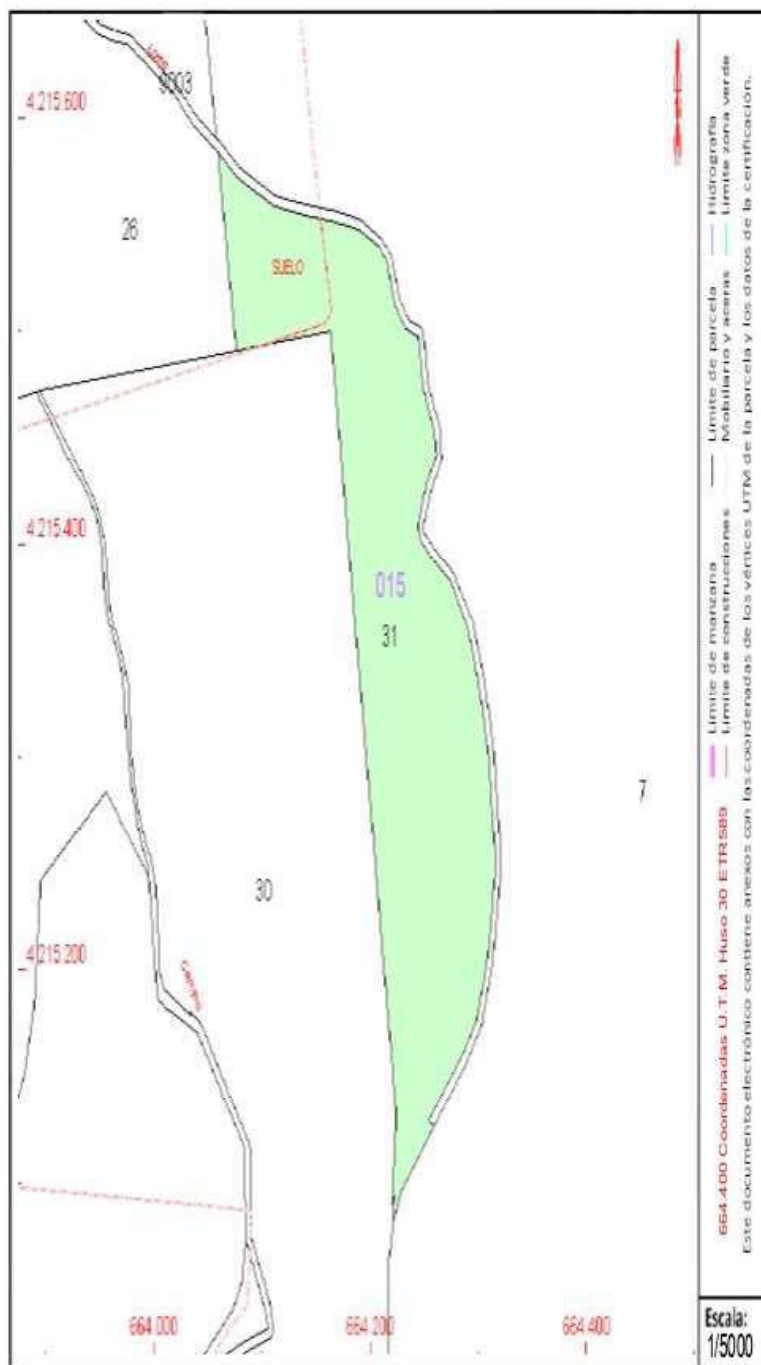 9003
4.215.600
26
SUELO
4.215.400
015
31
7
30
4.215.200
Camino
664.000
664.200
664.400
Límite de manzana
Límite de parcela
Hidrografía
664.400 Coordenadas U.T.M. Huso 30 ETRS89
Límite de construcciones
Mobiliario y aceras
Límite zona verde
Este documento electrónico contiene anexos con las coordenadas de los vértices UTM de la parcela y los datos de la certificación.
Escala:
1/5000